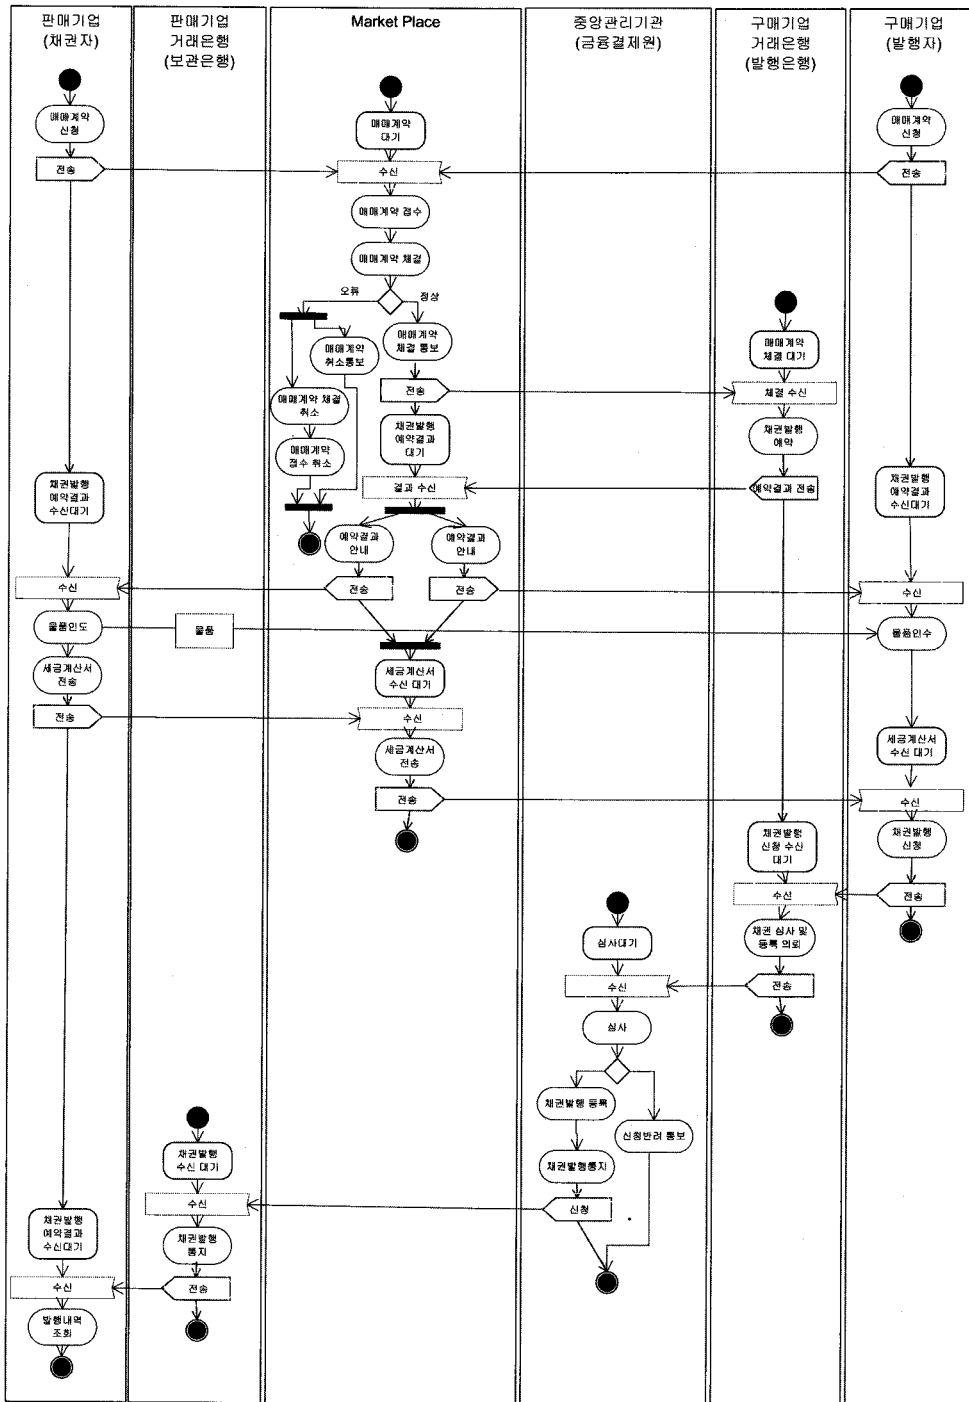 판매기업
(채권자)
판매기업
거래은행
(보관은행)
Market Place
중앙관리기관
(금융결제원)
구매기업
거래은행
(발행은행)
구매기업
(발행자)
매매계약
신청
전송
매매계약
대기
수신
매매계약
신청
전송
매매계약 접수
매매계약 체결
오류
정상
매매계약
취소통보
매매계약 체결
취소
매매계약
접수 취소
매매계약
체결 통보
전송
채권발행
예약결과
대기
결과 수신
매매계약
체결 대기
체결 수신
채권발행
예약
예약결과 전송
채권발행
예약결과
수신대기
채권발행
예약결과
수신대기
예약결과
안내
예약결과
안내
수신
전송
전송
수신
물품인도
물품
물품인수
세금계산서
전송
전송
세금계산서
수신 대기
수신
세금계산서
전송
전송
세금계산서
수신 대기
수신
채권발행
신청
전송
채권발행
신청 수신
대기
수신
채권 심사 및
등록 의뢰
전송
심사대기
수신
심사
채권발행 등록
신청반려 통보
채권발행통지
신청
채권발행
수신 대기
수신
채권발행
통지
전송
채권발행
예약결과
수신대기
수신
발행내역
조회